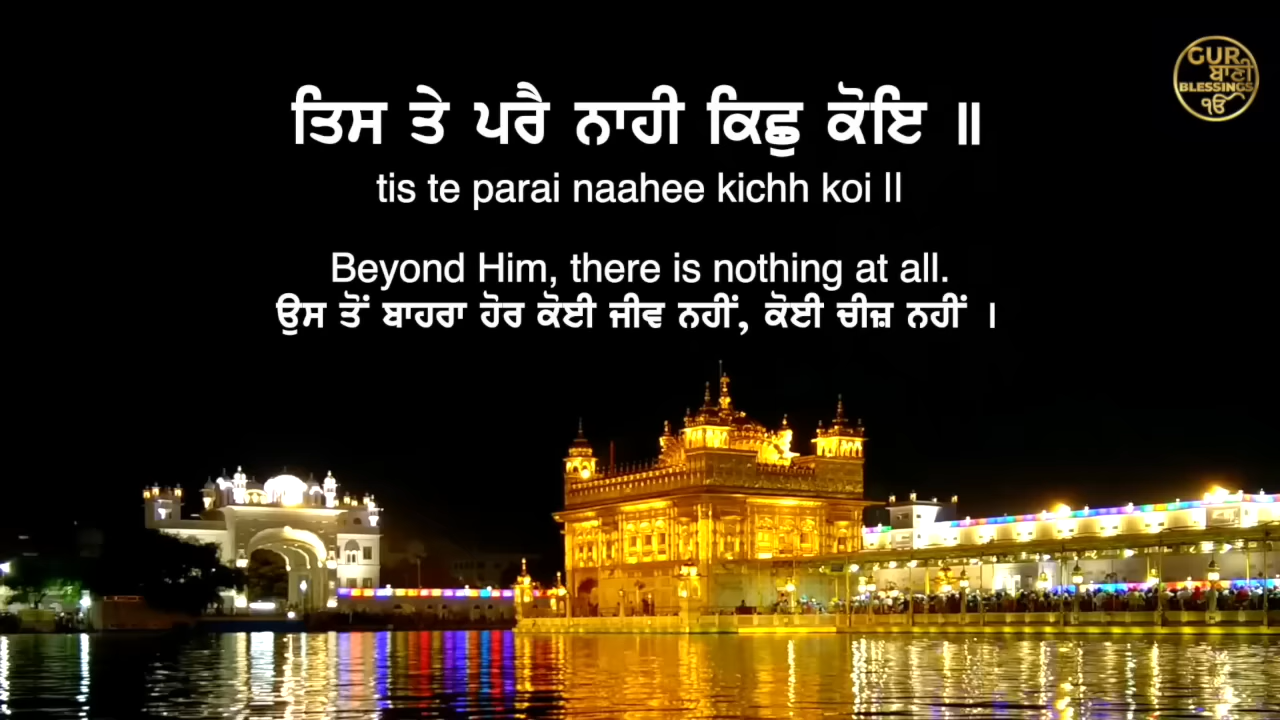 GUR
ਬਾਣੀ
BLESSINGS
ੴ
ਤਿਸ ਤੇ ਪਰੈ ਨਾਹੀ ਕਿਛੁ ਕੋਇ ॥
tis te parai naahee kichh koi ll
Beyond Him, there is nothing at all.
ਉਸ ਤੋਂ ਬਾਹਰਾ ਹੋਰ ਕੋਈ ਜੀਵ ਨਹੀਂ, ਕੋਈ ਚੀਜ਼ ਨਹੀਂ ।